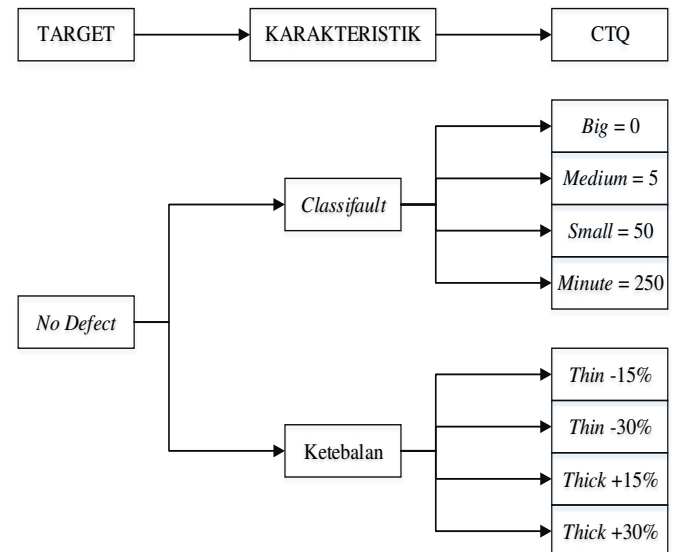 TARGET
KARAKTERISTIK
CTQ
Big = 0
Medium = 5
Classifault
Small = 50
Minute = 250
No Defect
Thin -15%
Thin -30%
Ketebalan
Thick +15%
Thick +30%